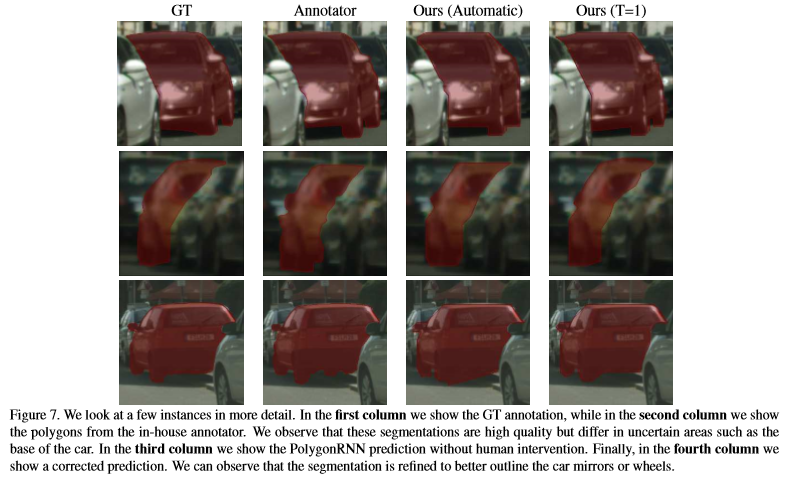 GT Annotator Ours (Automatic) Ours (T=1)
Figure 7. We look at a few instances in more detail. In the first column we show the GT annotation, while in the second column we show
the polygons from the in-house annotator. We observe that these segmentations are high quality but differ in uncertain areas such as the
base of the car. In the third column we show the PolygonRNN prediction without human intervention. Finally, in the fourth column we
show a corrected prediction. We can observe that the segmentation is refined to better outline the car mirrors or wheels.